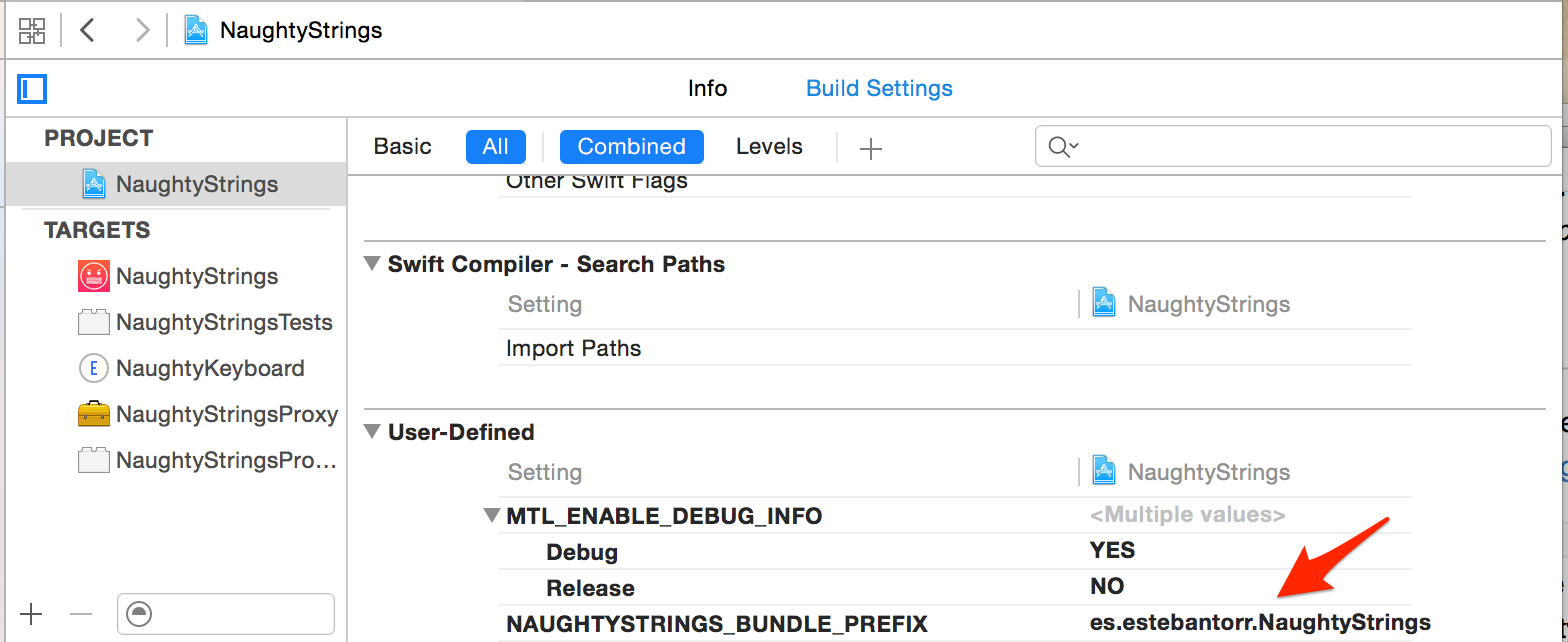 NaughtyStrings
Info Build Settings
PROJECT
NaughtyStrings
TARGETS
NaughtyStrings
NaughtyStringsTests
E NaughtyKeyboard
NaughtyStringsProxy
NaughtyStringsPro...
Basic All Combined Levels
Other Swift Flags
Swift Compiler - Search Paths
Setting NaughtyStrings
Import Paths
User-Defined
Setting NaughtyStrings
MTL_ENABLE_DEBUG_INFO <Multiple values>
Debug YES
Release NO
NAUGHTYSTRINGS_BUNDLE_PREFIX es.estebantorr.NaughtyStrings